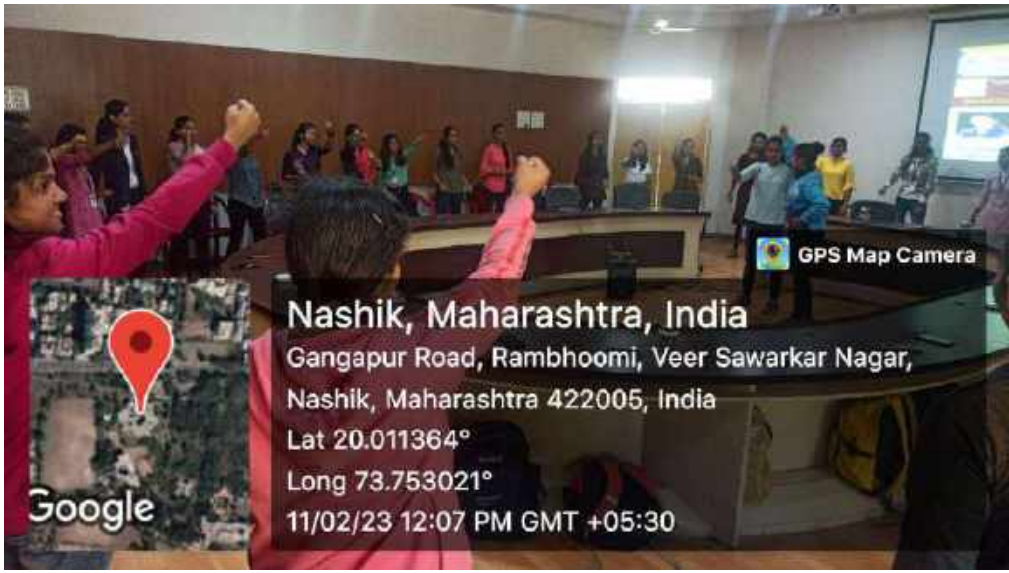 GPS Map Camera
Nashik, Maharashtra, India
Gangapur Road, Rambhoomi, Veer Sawarkar Nagar,
Nashik, Maharashtra 422005, India
Lat 20.011364°
Long 73.753021°
11/02/23 12:07 PM GMT +05:30
Google